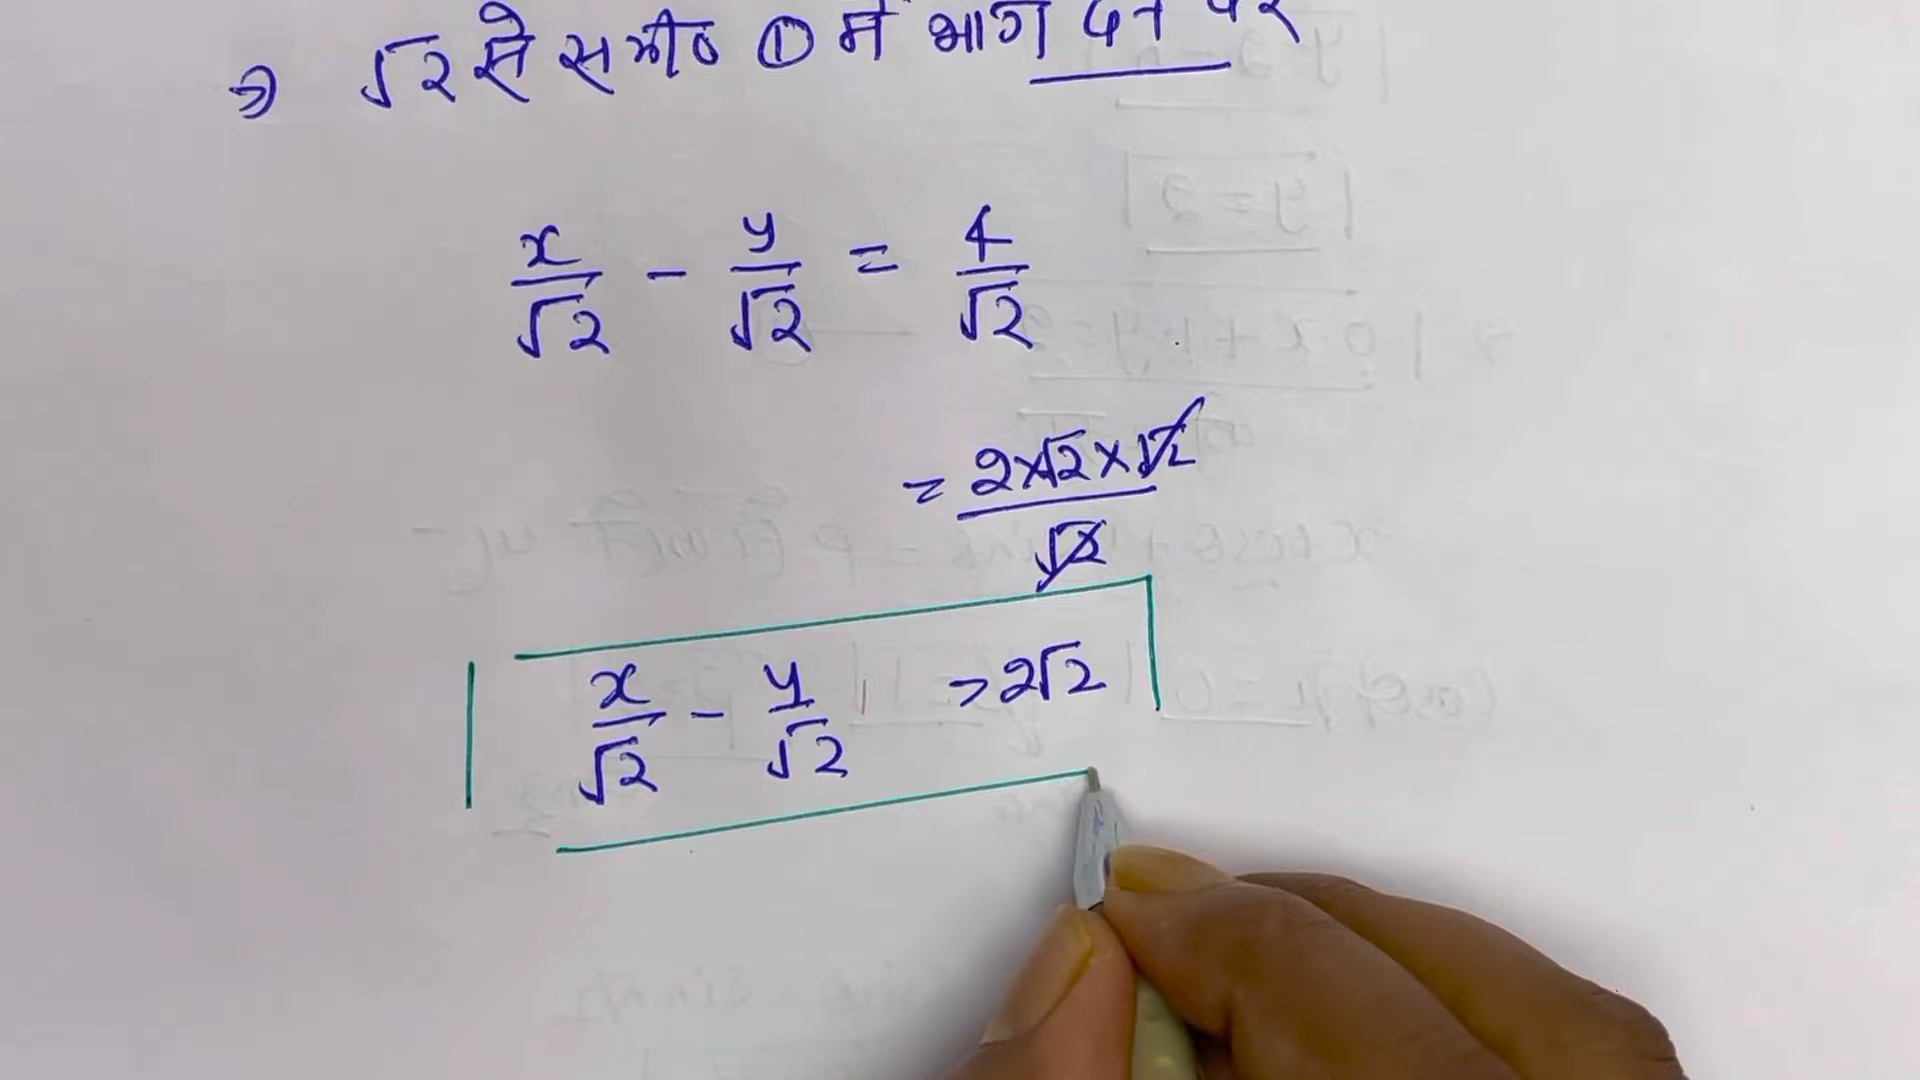 ⇒ √2 से समी० ① में भाग देने पर
x/√2 - y/√2 = 4/√2
= 2×√2×√2/√2
x/√2 - y/√2 = 2√2